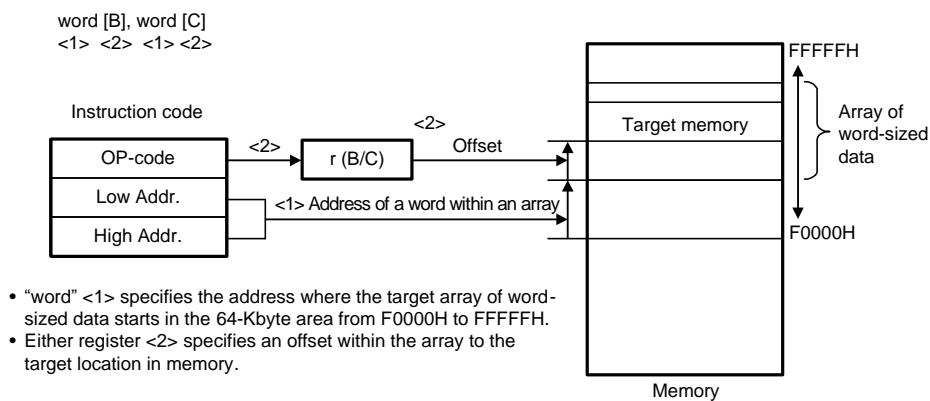 word [B], word [C]
<1> <2> <1> <2>
FFFFFH
Instruction code
<2>
Array of
word-sized
data
Target memory
OP-code
<2>
r (B/C)
Offset
Low Addr.
<1> Address of a word within an array
High Addr.
F0000H
• “word” <1> specifies the address where the target array of word-
sized data starts in the 64-Kbyte area from F0000H to FFFFFH.
• Either register <2> specifies an offset within the array to the
target location in memory.
Memory